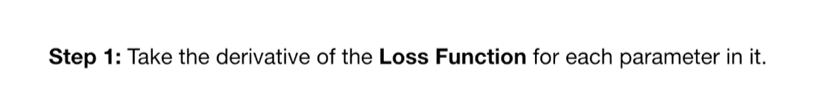 Step 1: Take the derivative of the Loss Function for each parameter in it.